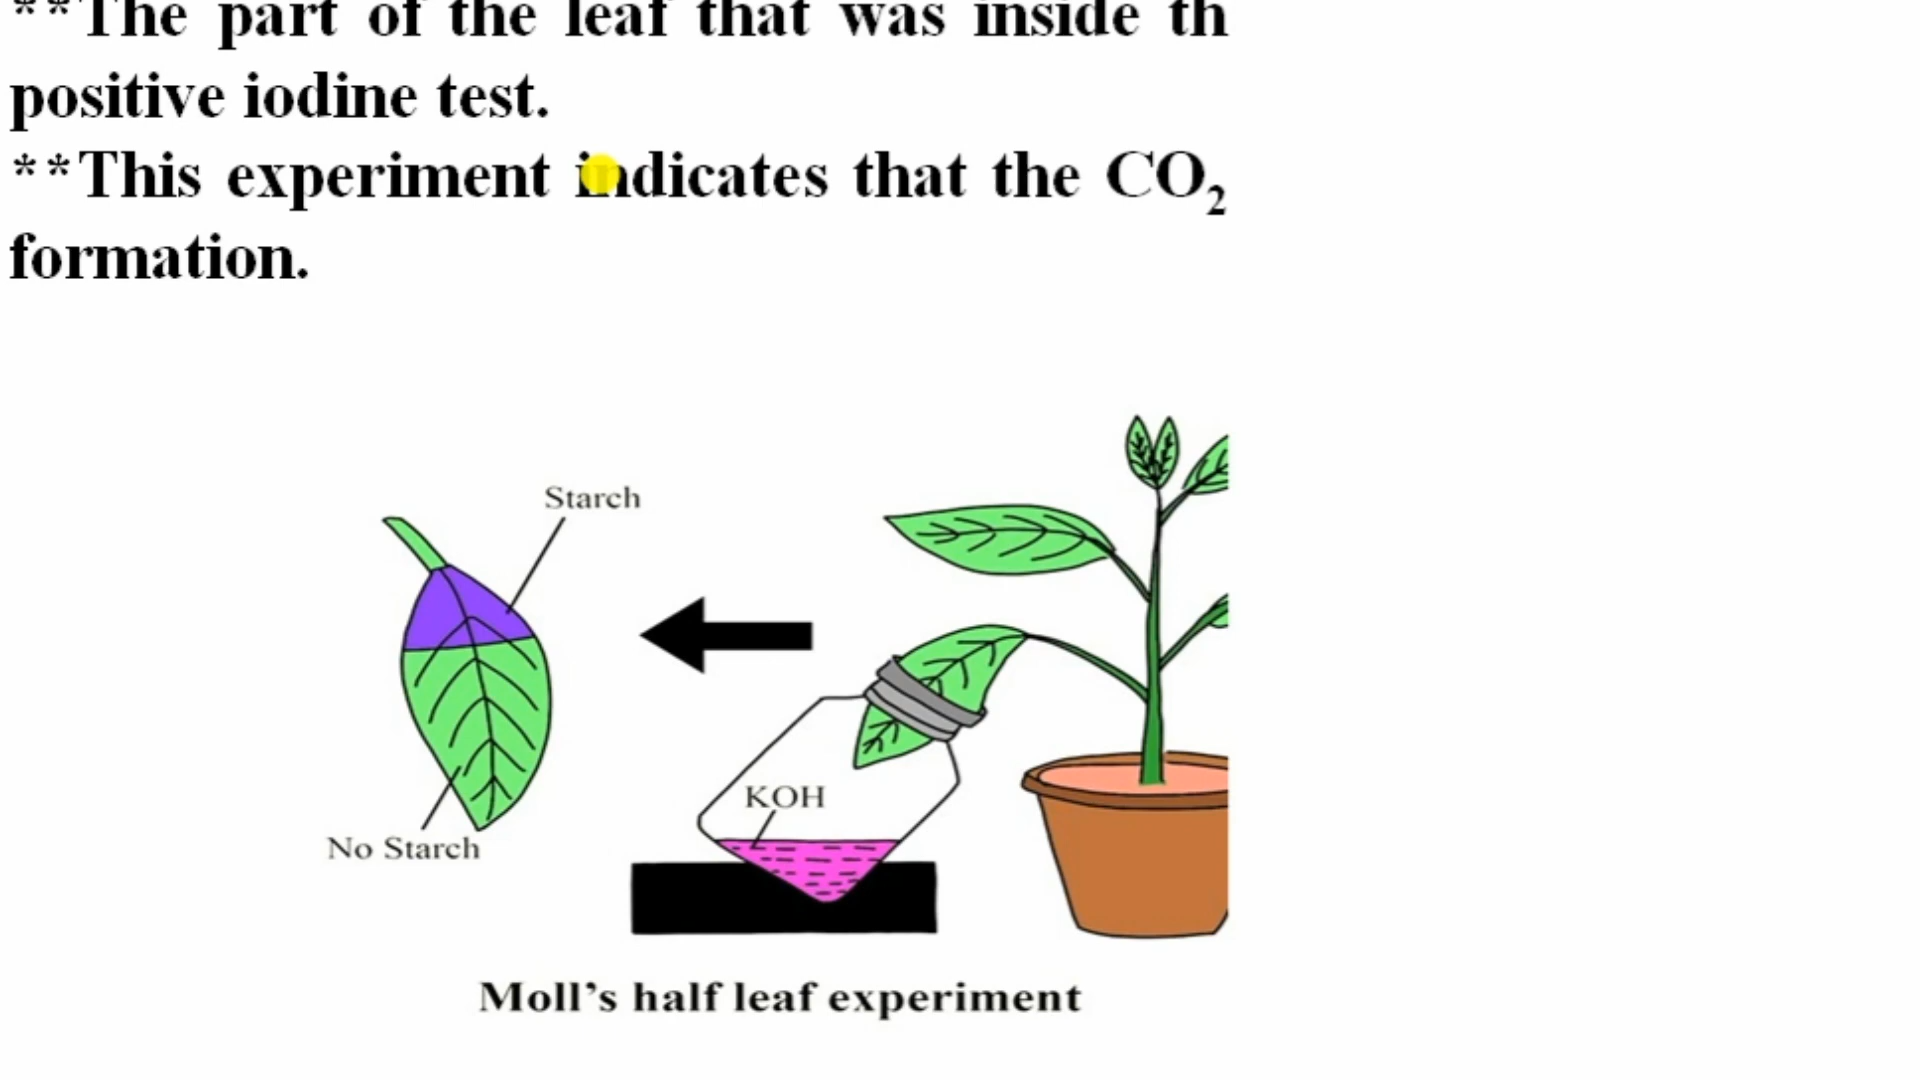 **The part of the leaf that was inside th
positive iodine test.
**This experiment indicates that the CO₂
formation.
Starch
KOH
No Starch
Moll’s half leaf experiment